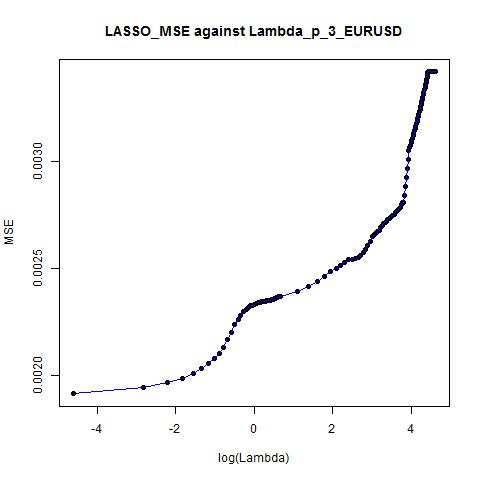 LASSO_MSE against Lambda_p_3_EURUSD
MSE
0.0030
0.0025
0.0020
-4 -2 0 2 4
log(Lambda)